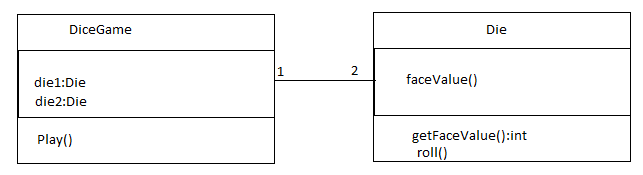 DiceGame
die1:Die
die2:Die
Play()
1
2
Die
faceValue()
getFaceValue():int
roll()